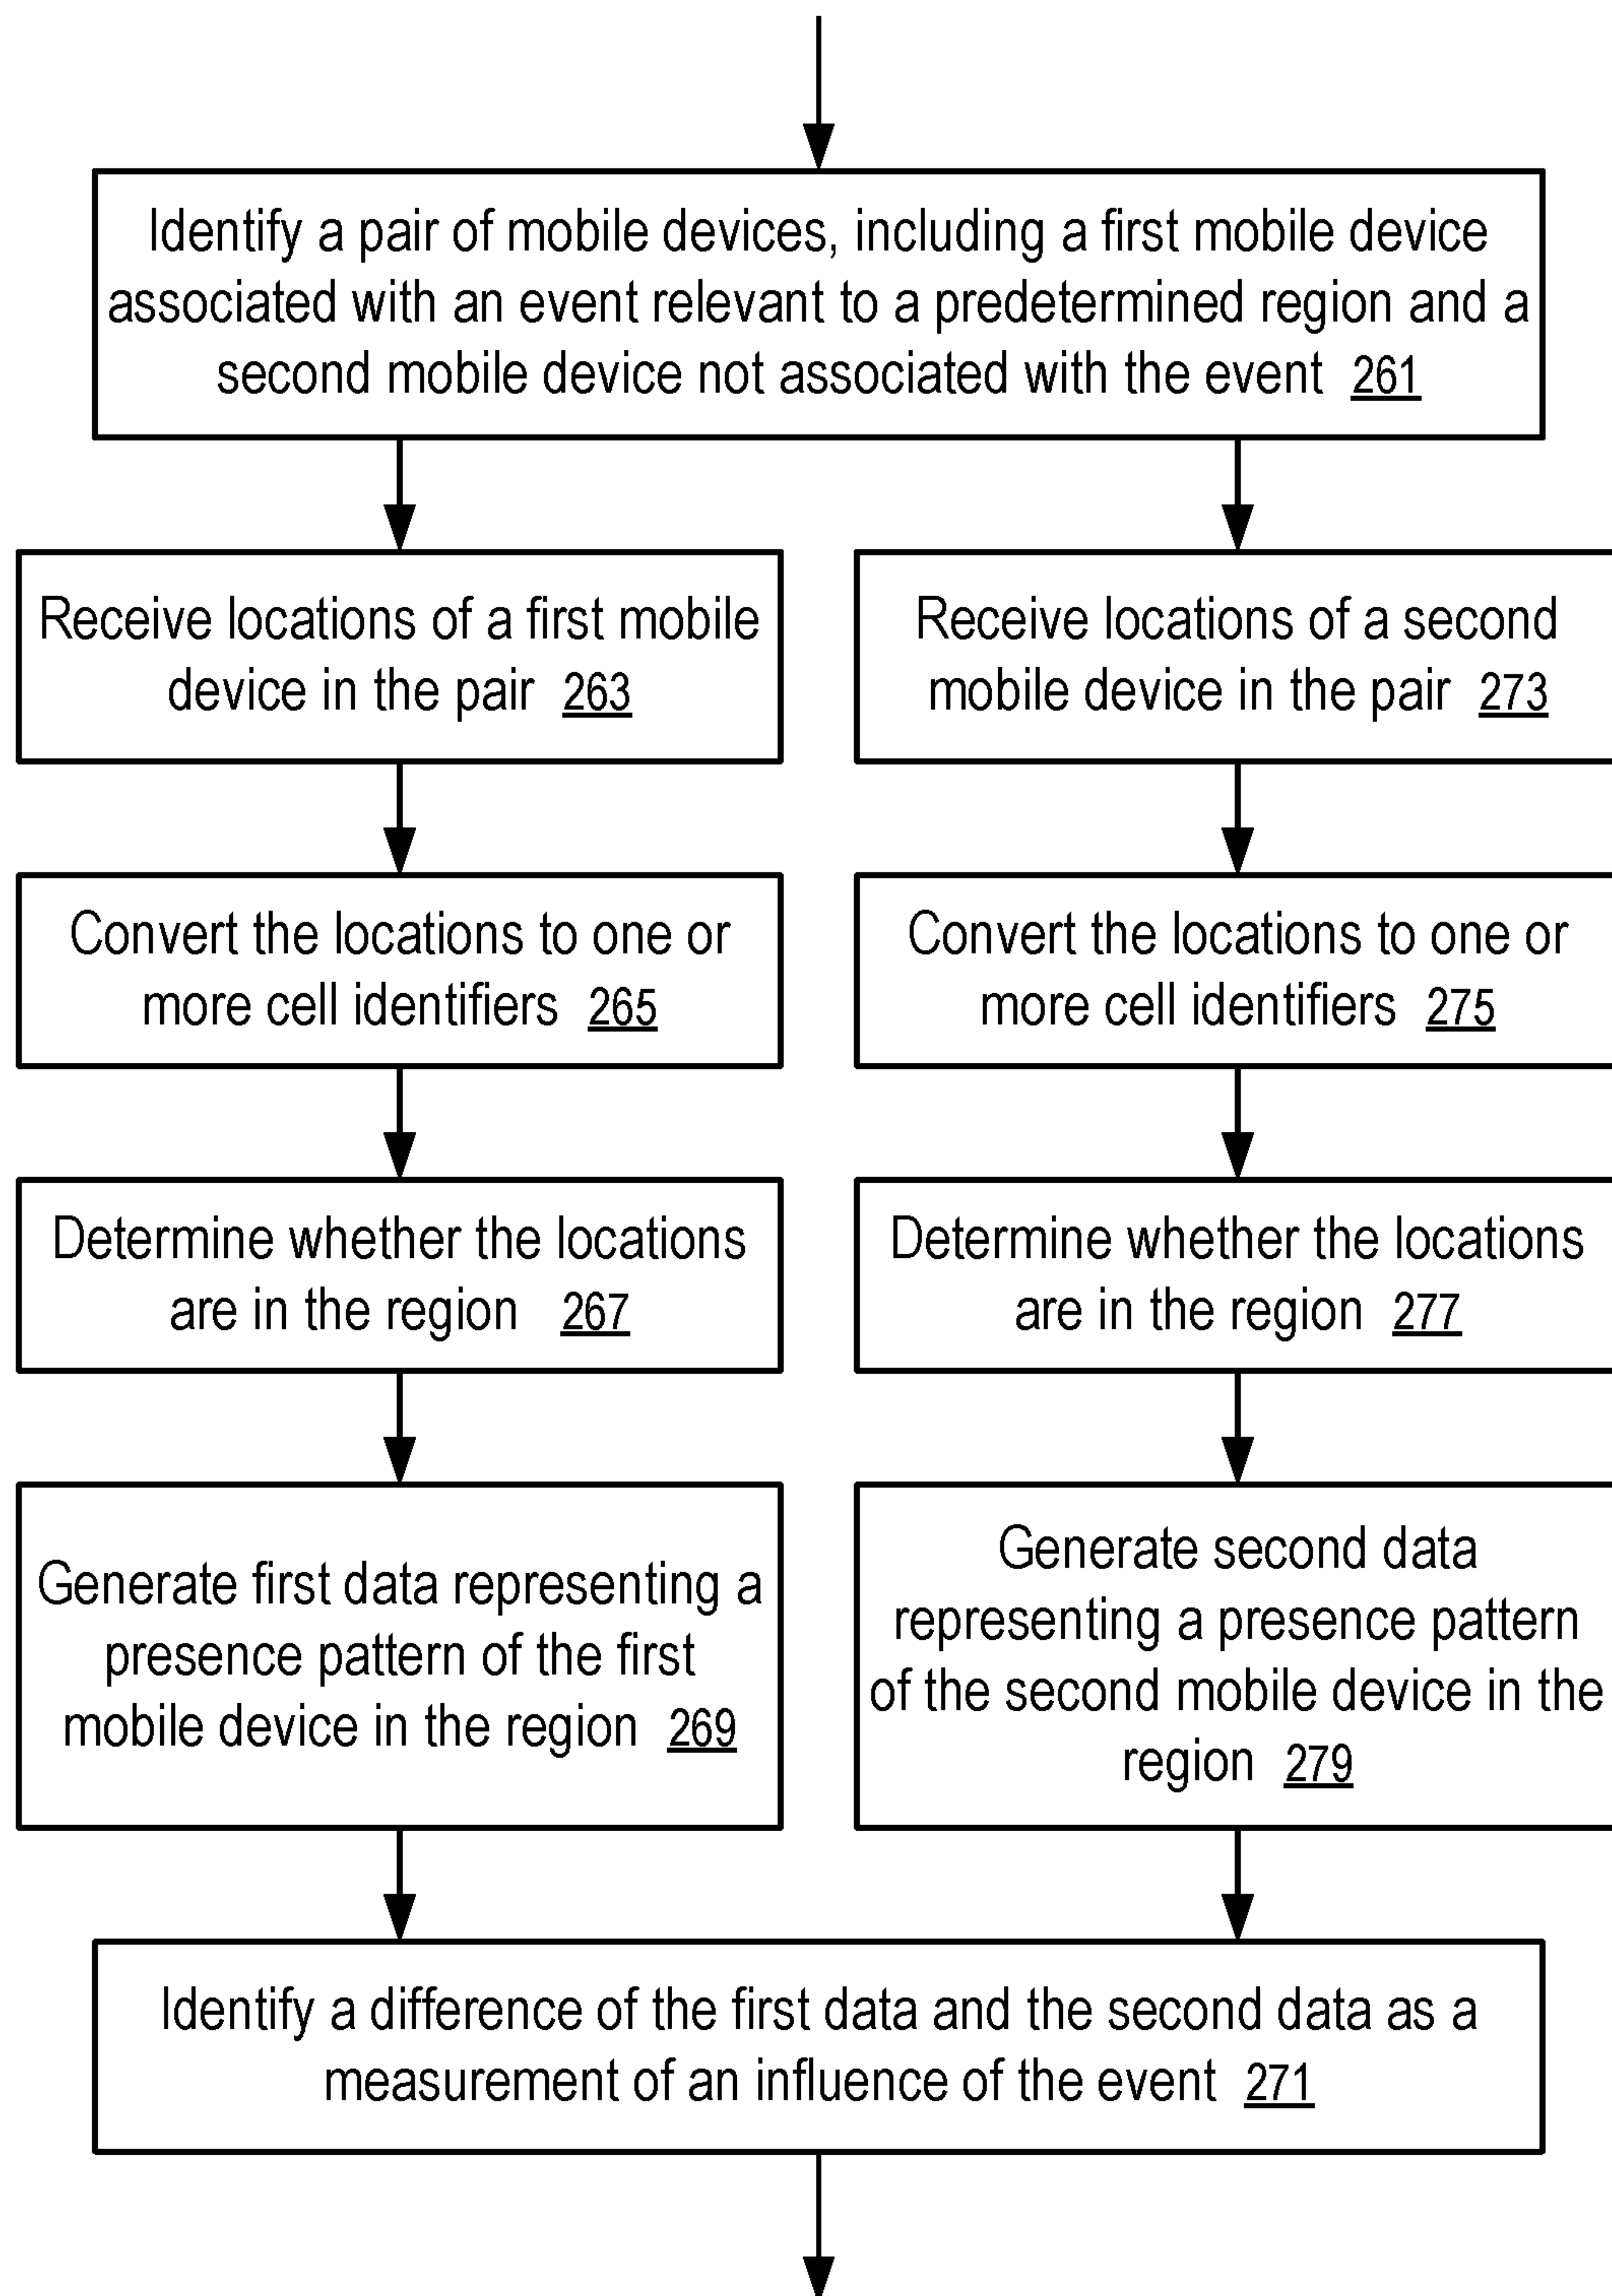 Identify a pair of mobile devices, including a first mobile device
associated with an event relevant to a predetermined region and a
second mobile device not associated with the event 261
Receive locations of a first mobile
device in the pair 263
Convert the locations to one or
more cell identifiers 265
Determine whether the locations
are in the region 267
Generate first data representing a
presence pattern of the first
mobile device in the region 269
Receive locations of a second
mobile device in the pair 273
Convert the locations to one or
more cell identifiers 275
Determine whether the locations
are in the region 277
Generate second data
representing a presence pattern
of the second mobile device in the
region 279
Identify a difference of the first data and the second data as a
measurement of an influence of the event 271